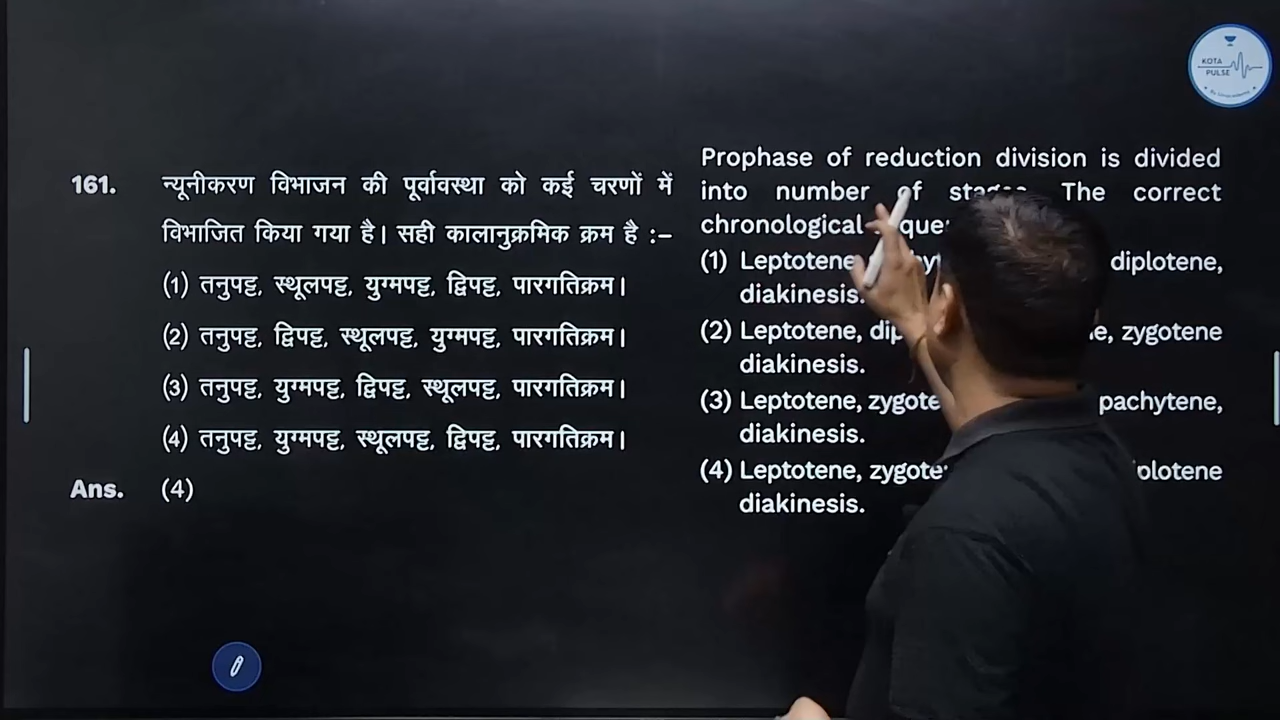 KOTA
PULSE
161. न्यूनीकरण विभाजन की पूर्वावस्था को कई चरणों में
विभाजित किया गया है। सही कालानुक्रमिक क्रम है :–
(1) तनुपट्ट, स्थूलपट्ट, युग्मपट्ट, द्विपट्ट, पारगतिक्रम।
(2) तनुपट्ट, द्विपट्ट, स्थूलपट्ट, युग्मपट्ट, पारगतिक्रम।
(3) तनुपट्ट, युग्मपट्ट, द्विपट्ट, स्थूलपट्ट, पारगतिक्रम।
(4) तनुपट्ट, युग्मपट्ट, स्थूलपट्ट, द्विपट्ट, पारगतिक्रम।
Ans. (4)
Prophase of reduction division is divided
into number of The correct
chronological
(1) Leptotene, diplotene,
diakinesis.
(2) Leptotene, zygotene
diakinesis.
(3) Leptotene, pachytene,
diakinesis.
(4) Leptotene,
diakinesis.